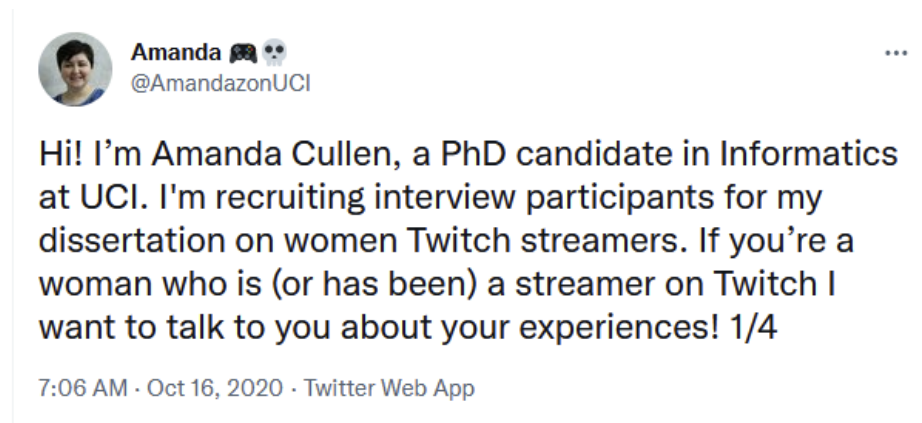 Amanda 🎮💀
@AmandazonUCI
Hi! I’m Amanda Cullen, a PhD candidate in Informatics
at UCI. I'm recruiting interview participants for my
dissertation on women Twitch streamers. If you’re a
woman who is (or has been) a streamer on Twitch I
want to talk to you about your experiences! 1/4
7:06 AM · Oct 16, 2020 · Twitter Web App